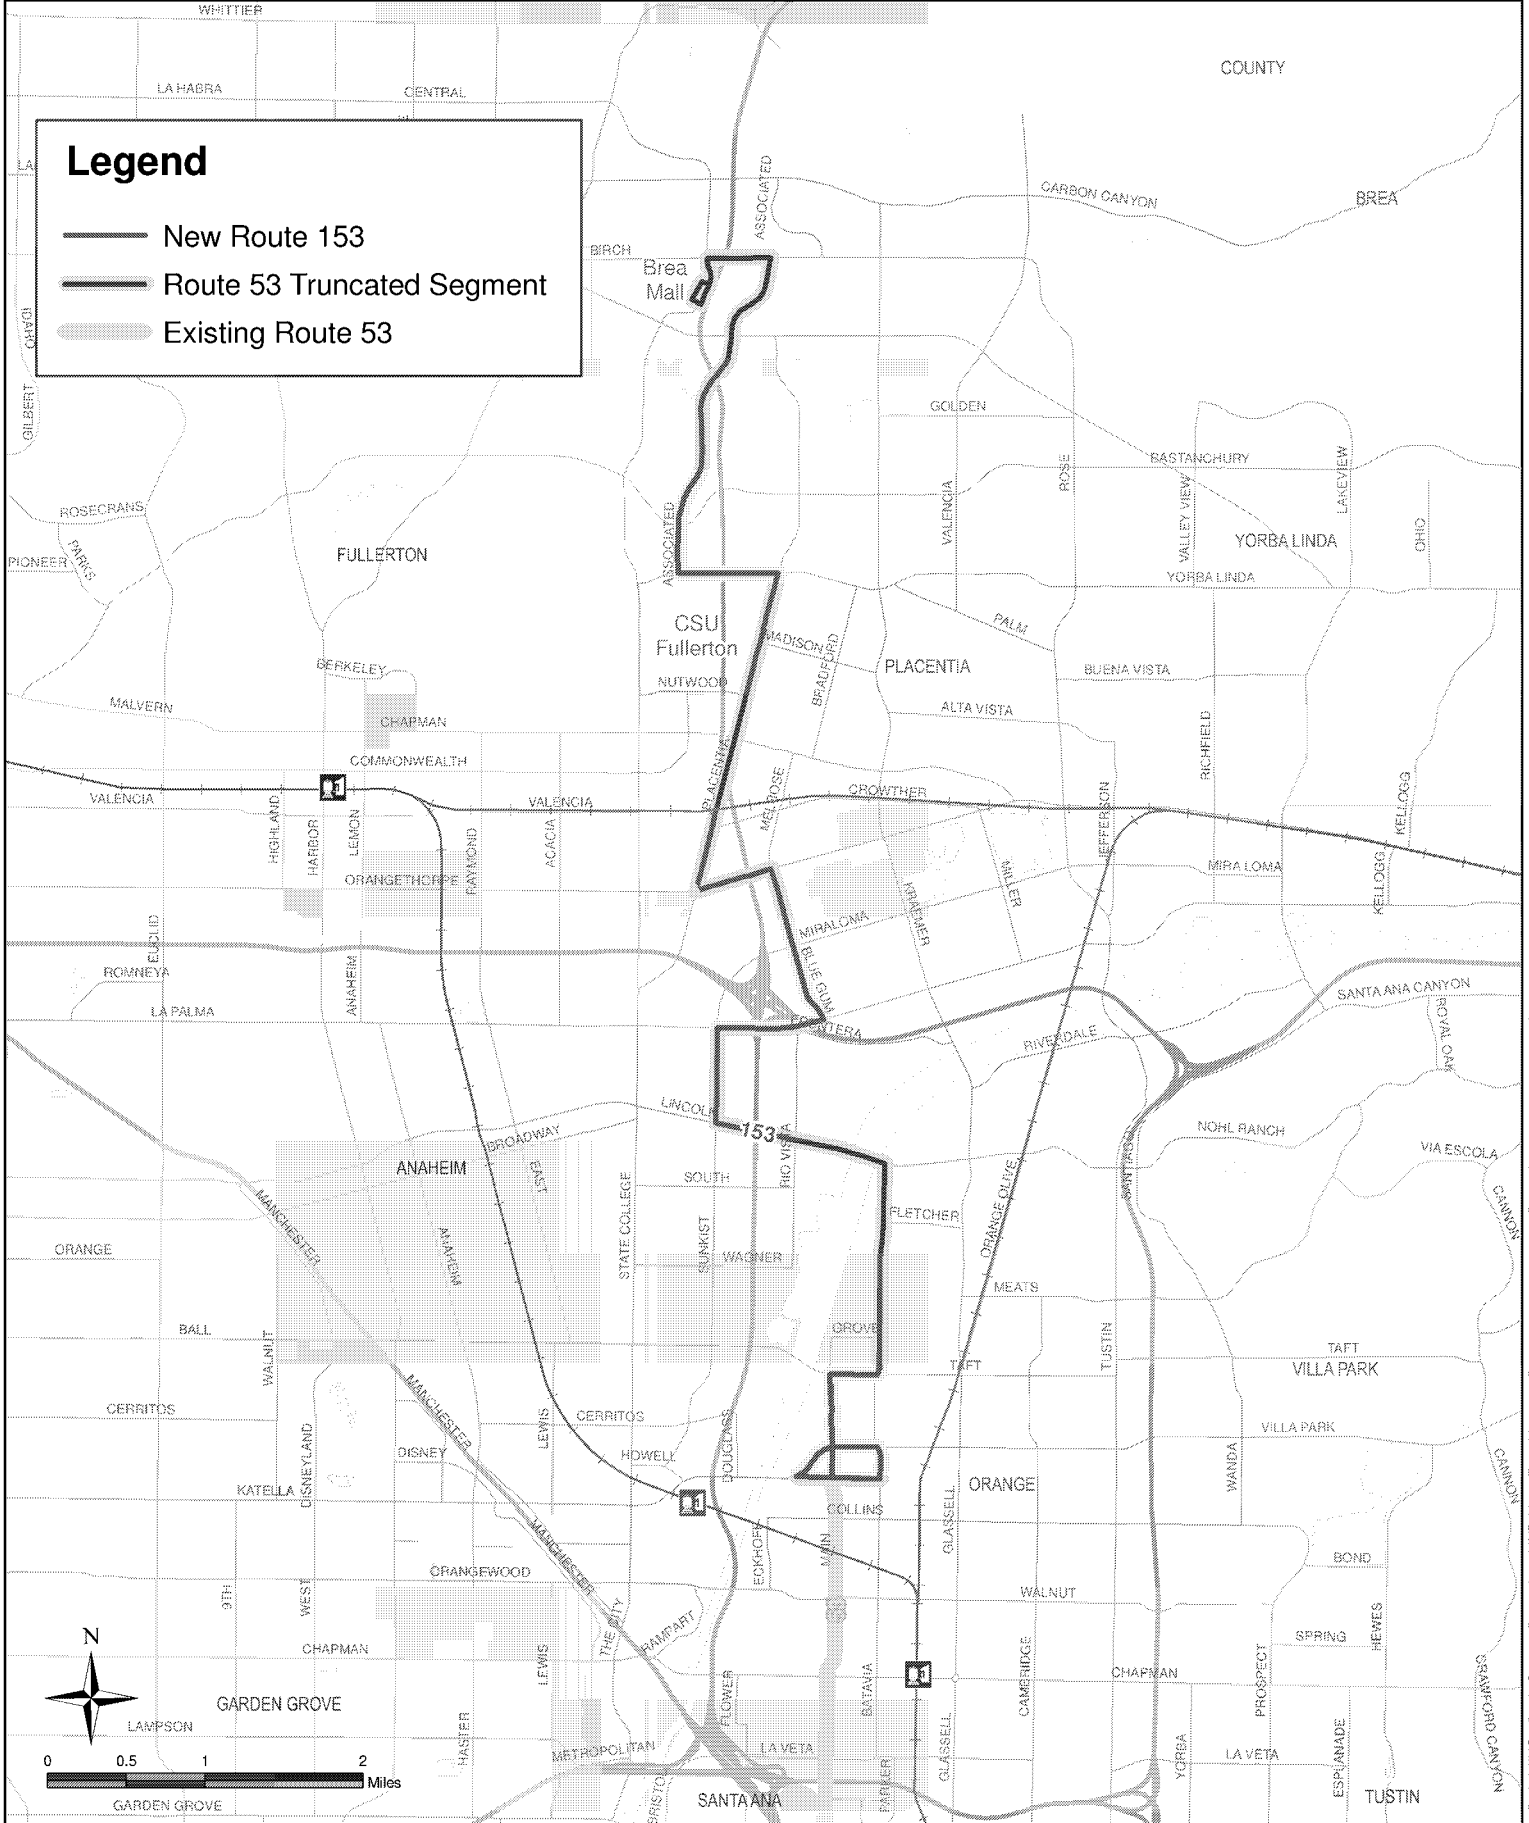 WHITTIER
COUNTY
LA HABRA
CENTRAL
Legend
New Route 153
Route 53 Truncated Segment
Existing Route 53
LA
IDAHO
GILBERT
ASSOCIATED
CARBON CANYON
BREA
BIRCH
Brea
Mall
GOLDEN
ROSE
BASTANCHURY
LAKEVIEW
VALENCIA
VALLEY VIEW
YORBA LINDA
OHIO
ROSECRANS
PARKS
PIONEER
FULLERTON
ASSOCIATED
YORBA LINDA
CSU
Fullerton
MADISON
BRADFORD
PALM
PLACENTIA
BUENA VISTA
BERKELEY
NUTWOOD
MALVERN
CHAPMAN
ALTA VISTA
RICHFIELD
COMMONWEALTH
PLACENTIA
MELROSE
CROWTHER
JEFFERSON
KELLOGG
VALENCIA
VALENCIA
HIGHLAND
HARBOR
LEMON
RAYMOND
ACACIA
ORANGETHORPE
MIRA LOMA
KELLOGG
MILLER
KRAEMER
MIRALOMA
BLUE GUM
EUCLID
ROMNEYA
ANAHEIM
LA PALMA
FRONTERA
RIVERDALE
SANTA ANA CANYON
ROYAL OAK
LINCOLN
153
RIO VISTA
BROADWAY
NOHL RANCH
VIA ESCOLA
ANAHEIM
EAST
SOUTH
SANTIAGO
CANNON
MANCHESTER
STATE COLLEGE
SUNKIST
FLETCHER
ORANGE OLIVE
ORANGE
ANAHEIM
WAGNER
MEATS
BALL
WALNUT
GROVE
TAFT
TUSTIN
TAFT
VILLA PARK
MANCHESTER
CERRITOS
LEWIS
CERRITOS
DOUGLASS
VILLA PARK
DISNEYLAND
DISNEY
HOWELL
WANDA
CANNON
KATELLA
ORANGE
COLLINS
GLASSELL
MANCHESTER
ECKHOFF
MAIN
BOND
ORANGEWOOD
9TH
WEST
WALNUT
THE CITY
RAMPART
HEWES
SPRING
N
CHAPMAN
LEWIS
BATAVIA
CAMBRIDGE
CHAPMAN
PROSPECT
CRAWFORD CANYON
GARDEN GROVE
FLOWER
LAMPSON
HASTER
METROPOLITAN
LA VETA
GLASSELL
YORBA
LA VETA
ESPLANADE
0 0.5 1 2
Miles
PARKER
BRISTOL
SANTA ANA
TUSTIN
GARDEN GROVE